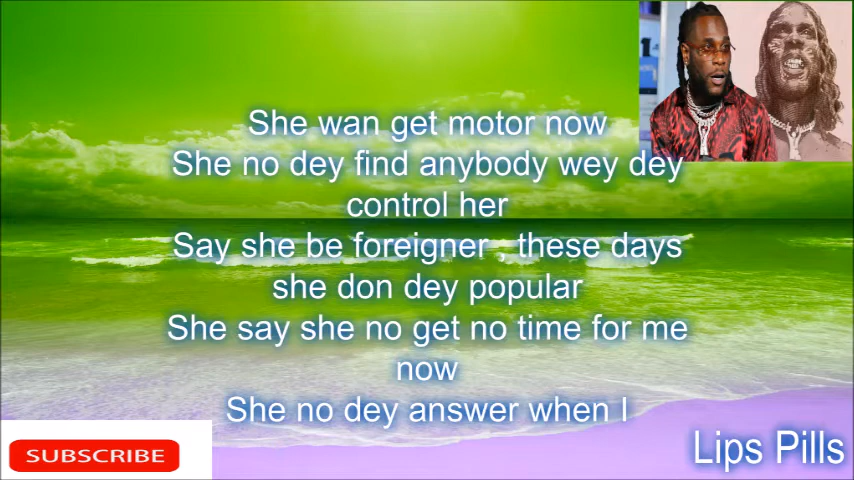 She wan get motor now
She no dey find anybody wey dey
control her
Say she be foreigner , these days
she don dey popular
She say she no get no time for me
now
She no dey answer when I
SUBSCRIBE
Lips Pills